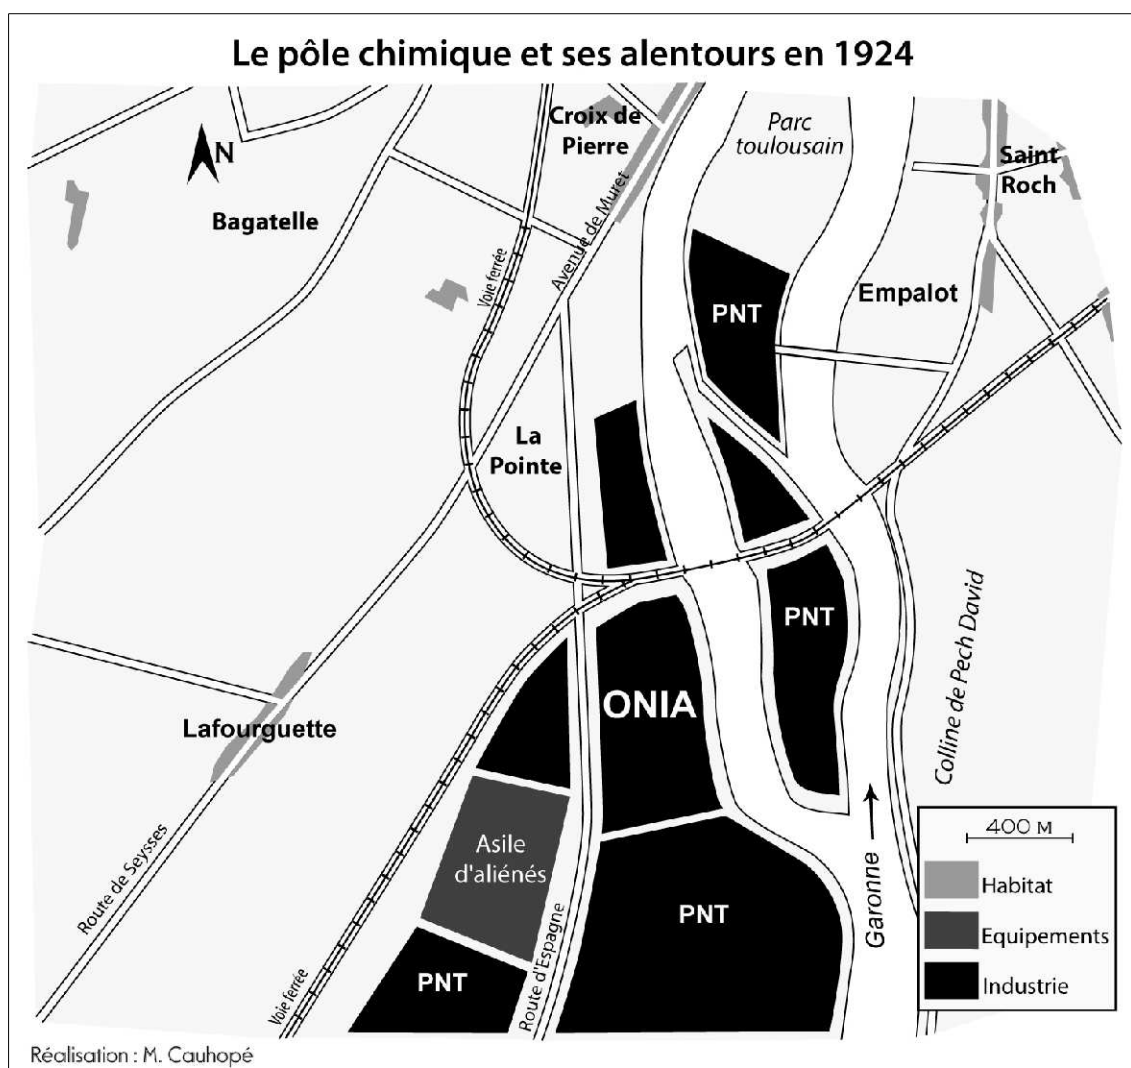 Le pôle chimique et ses alentours en 1924
N
Croix de
Pierre
Parc
toulousain
Saint
Roch
Bagatelle
Avenue de Muret
Voie ferrée
Empalot
PNT
La
Pointe
PNT
Colline de Pech David
ONIA
Lafourguette
400 M
Asile
d'aliénés
Route de Seysses
Garonne
Habitat
PNT
Equipements
Route d'Espagne
PNT
Voie ferrée
Industrie
Réalisation : M. Cauhopé